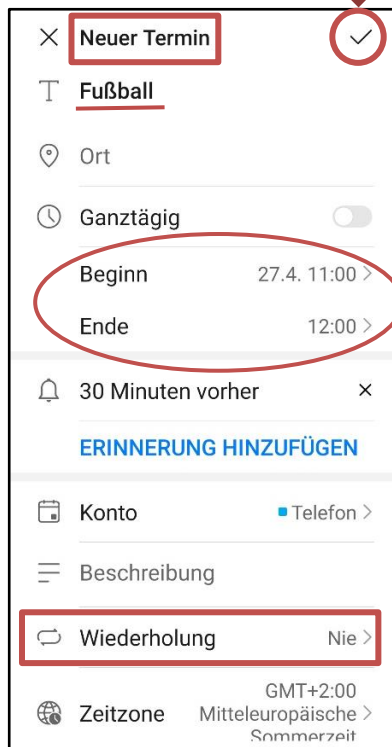 Neuer Termin
Fußball
Ort
Ganztägig
Beginn 27.4. 11:00
Ende 12:00
30 Minuten vorher
ERINNERUNG HINZUFÜGEN
Konto Telefon
Beschreibung
Wiederholung Nie
GMT+2:00
Zeitzone Mitteleuropäische
Sommerzeit